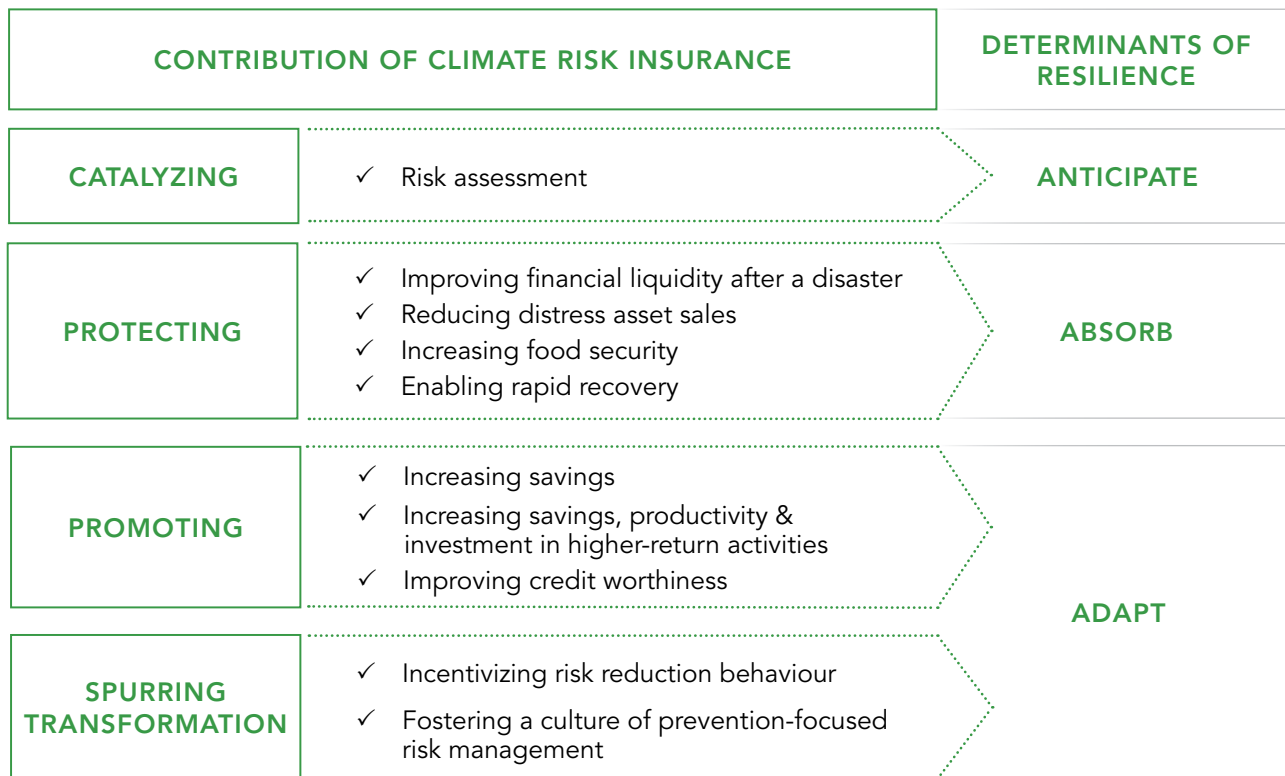 CONTRIBUTION OF CLIMATE RISK INSURANCE
DETERMINANTS OF
RESILIENCE
CATALYZING
✓ Risk assessment
ANTICIPATE
PROTECTING
✓ Improving financial liquidity after a disaster
✓ Reducing distress asset sales
✓ Increasing food security
✓ Enabling rapid recovery
ABSORB
PROMOTING
✓ Increasing savings
✓ Increasing savings, productivity &
investment in higher-return activities
✓ Improving credit worthiness
SPURRING
TRANSFORMATION
✓ Incentivizing risk reduction behaviour
✓ Fostering a culture of prevention-focused
risk management
ADAPT